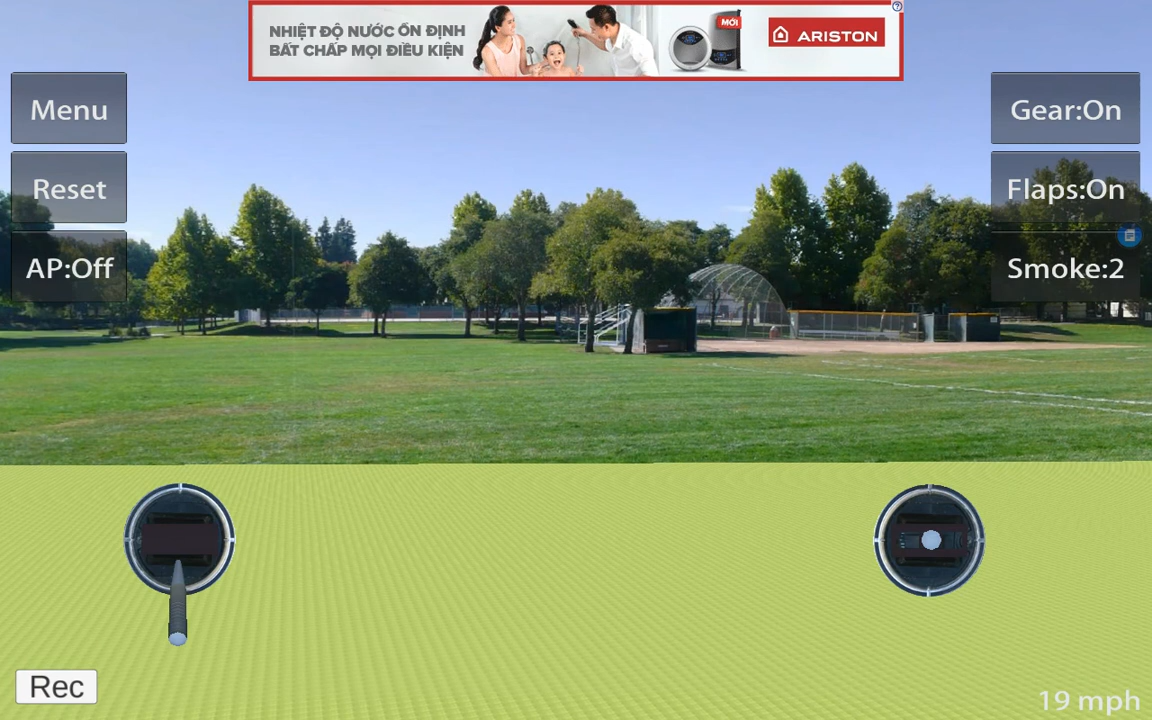 NHIỆT ĐỘ NƯỚC ỔN ĐỊNH
BẤT CHẤP MỌI ĐIỀU KIỆN
MỚI
ARISTON
Menu
Gear:On
Reset
Flaps:On
AP:Off
Smoke:2
Rec
19 mph